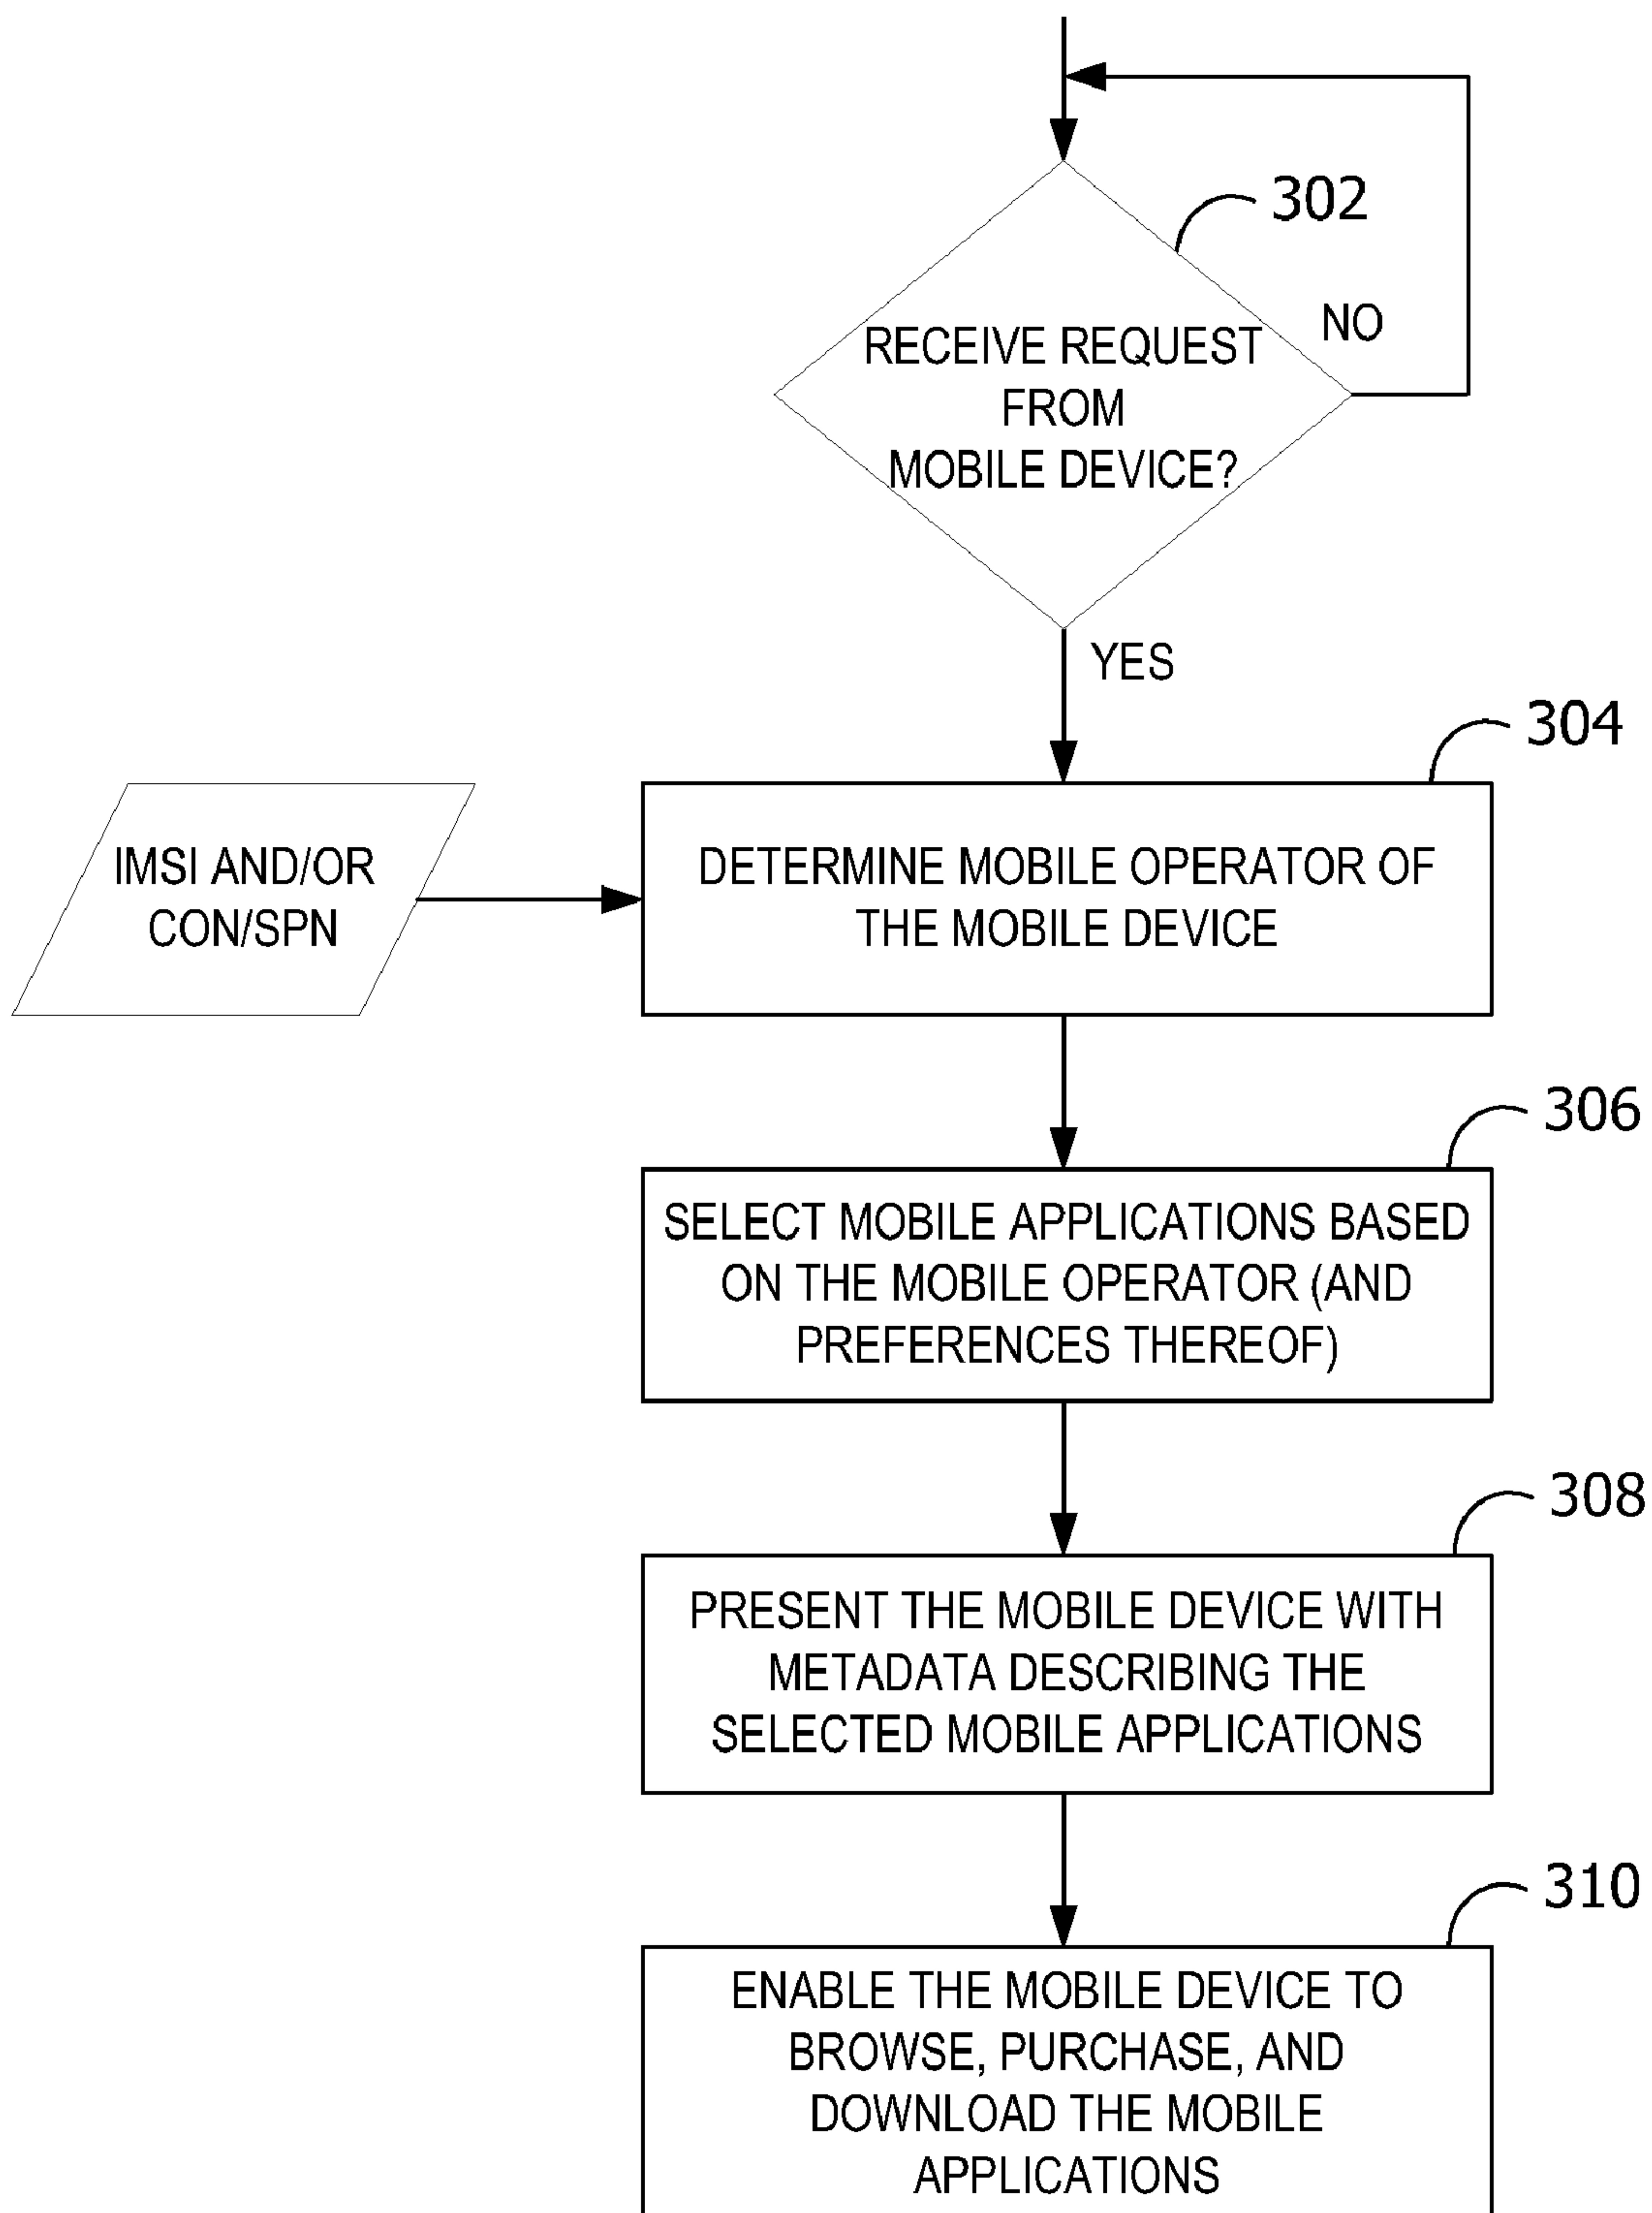 302
NO
RECEIVE REQUEST
FROM
MOBILE DEVICE?
YES
304
IMSI AND/OR
CON/SPN
DETERMINE MOBILE OPERATOR OF
THE MOBILE DEVICE
306
SELECT MOBILE APPLICATIONS BASED
ON THE MOBILE OPERATOR (AND
PREFERENCES THEREOF)
308
PRESENT THE MOBILE DEVICE WITH
METADATA DESCRIBING THE
SELECTED MOBILE APPLICATIONS
310
ENABLE THE MOBILE DEVICE TO
BROWSE, PURCHASE, AND
DOWNLOAD THE MOBILE
APPLICATIONS